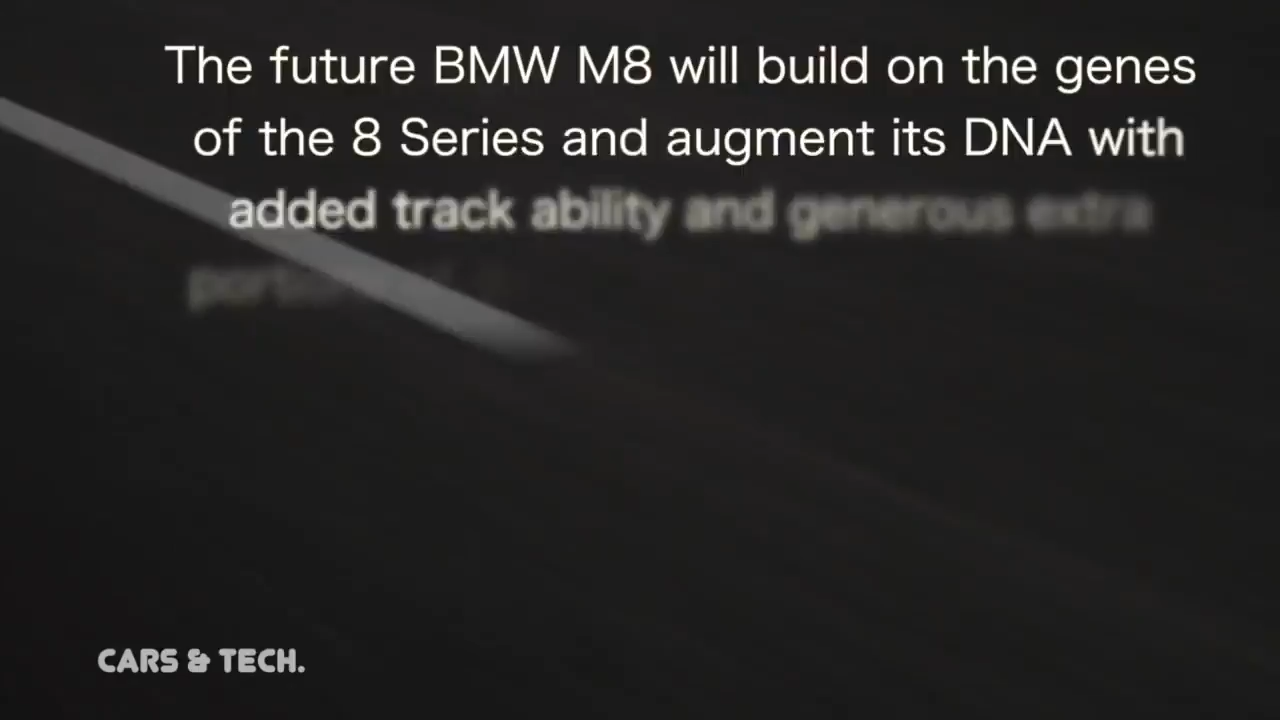 The future BMW M8 will build on the genes
of the 8 Series and augment its DNA with
added track ability and generous extra
CARS & TECH.